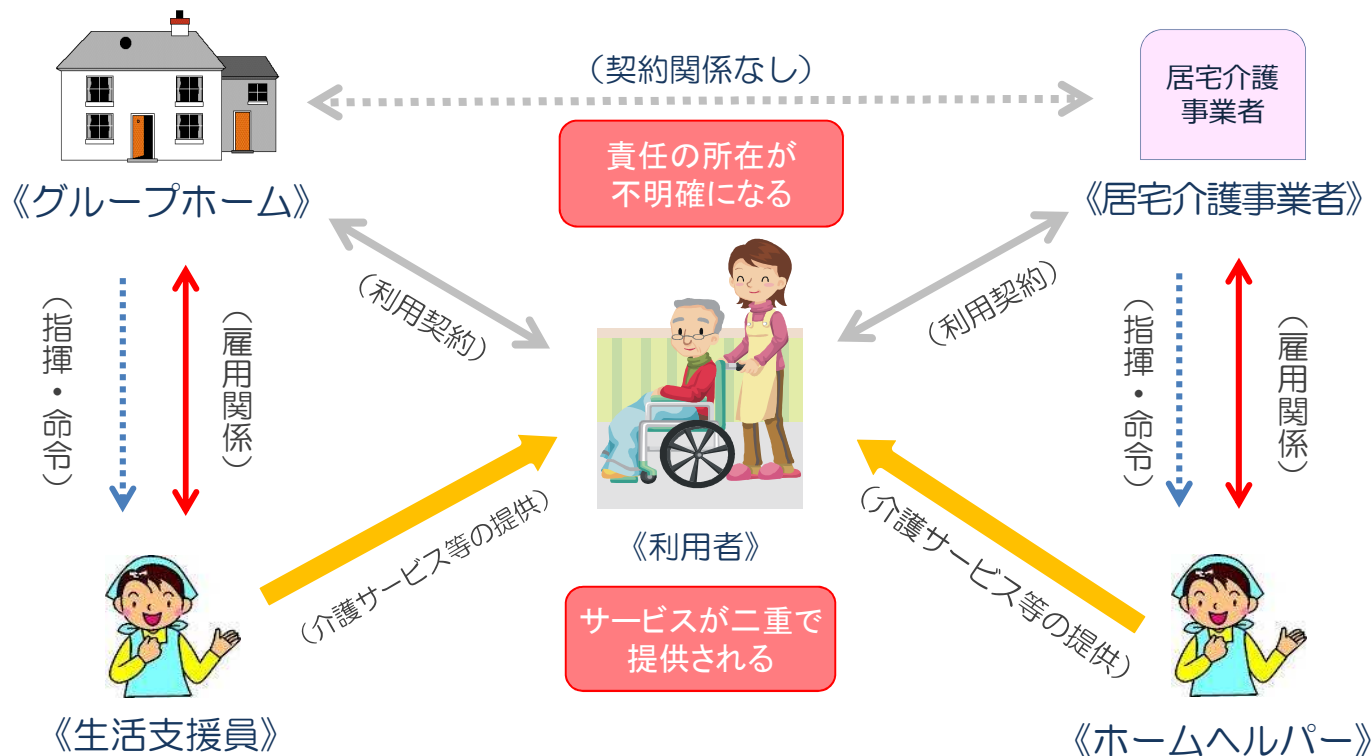 （契約関係なし）
居宅介護
事業者
責任の所在が
不明確になる
《グループホーム》
《居宅介護事業者》
（利用契約）
（利用契約）
（指揮・命令）
（雇用関係）
（指揮・命令）
（雇用関係）
（介護サービス等の提供）
（介護サービス等の提供）
《利用者》
サービスが二重で
提供される
《生活支援員》
《ホームヘルパー》